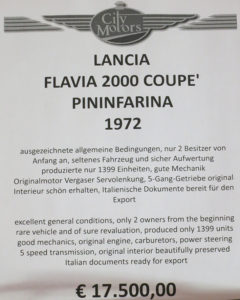 City
Motors
LANCIA
FLAVIA 2000 COUPE'
PININFARINA
1972
ausgezeichnete allgemeine Bedingungen, nur 2 Besitzer von
Anfang an, seltenes Fahrzeug und sicher Aufwertung
produzierte nur 1399 Einheiten, gute Mechanik
Originalmotor Vergaser Servolenkung, 5-Gang-Getriebe original
Interieur schön erhalten, Italienische Dokumente bereit für den
Export
excellent general conditions, only 2 owners from the beginning
rare vehicle and of sure revaluation, produced only 1399 units
good mechanics, original engine, carburetors, power steering
5 speed transmission, original interior beautifully preserved
Italian documents ready for export
€ 17.500,00